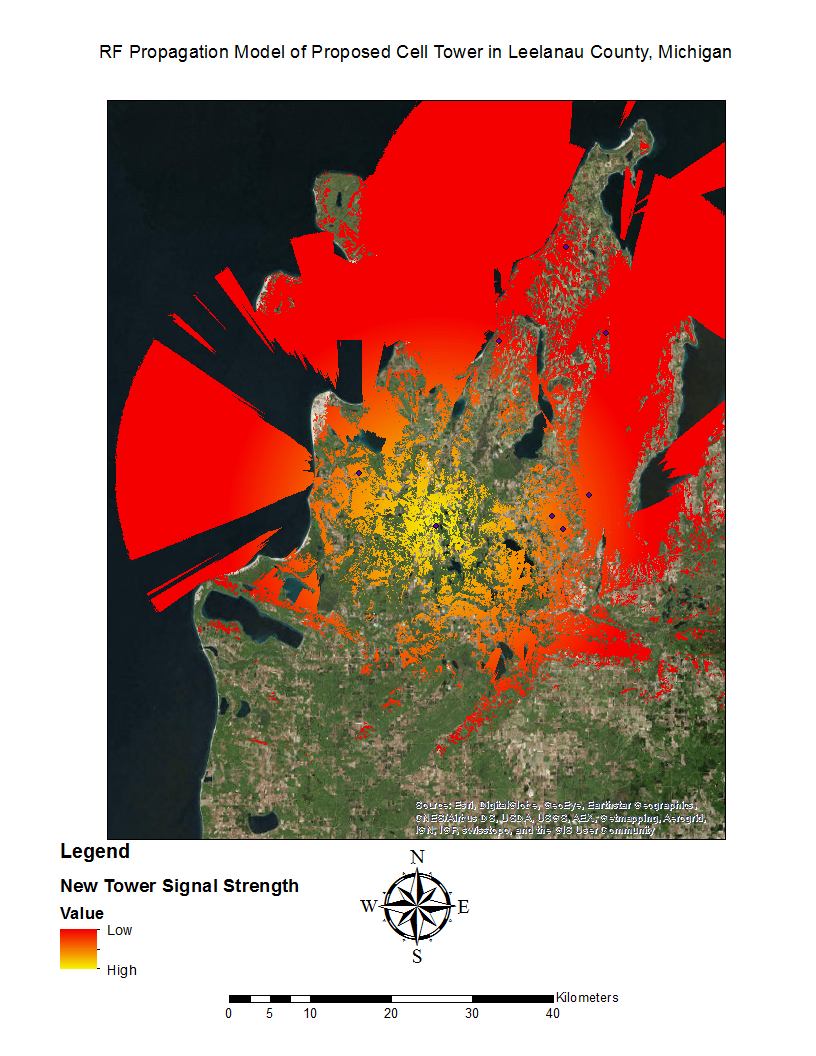 RF Propagation Model of Proposed Cell Tower in Leelanau County, Michigan
Source: Esri, DigitalGlobe, GeoEye, Earthstar Geographics,
CNES/Airbus DS, USDA, USGS, AEX, Getmapping, Aerogrid,
IGN, IGP, swisstopo, and the GIS User Community
Legend
New Tower Signal Strength
Value
Low
High
N
W E
S
Kilometers
0 5 10 20 30 40